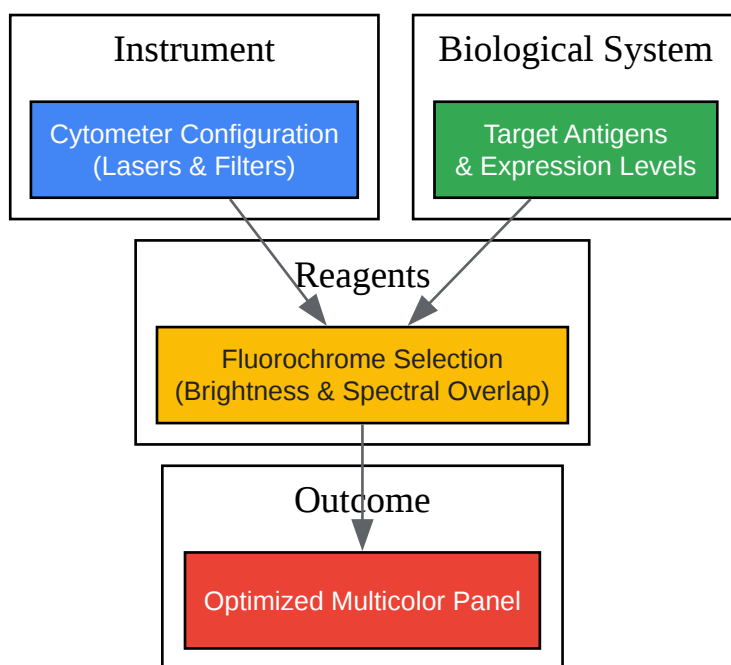 Instrument
Biological System
Cytometer Configuration
(Lasers & Filters)
Target Antigens
& Expression Levels
Reagents
Fluorochrome Selection
(Brightness & Spectral Overlap)
Outcome
Optimized Multicolor Panel